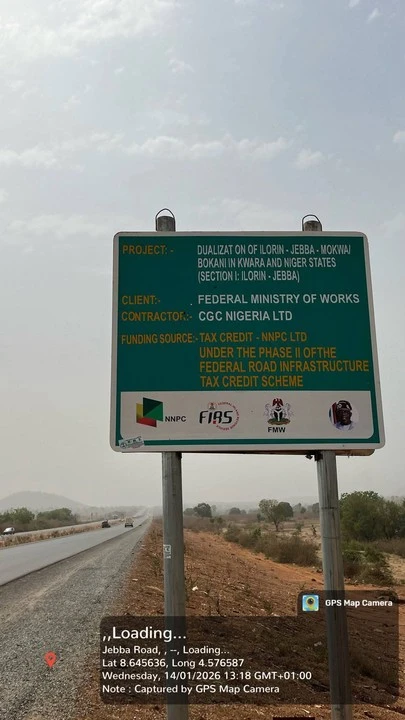 PROJECT: - DUALIZATION OF ILORIN - JEBBA - MOKWA/
BOKANI IN KWARA AND NIGER STATES
(SECTION I: ILORIN - JEBBA)
CLIENT:- . FEDERAL MINISTRY OF WORKS
CONTRACTOR:- CGC NIGERIA LTD
FUNDING SOURCE:- TAX CREDIT - NNPC LTD
UNDER THE PHASE II OF THE
FEDERAL ROAD INFRASTRUCTURE
TAX CREDIT SCHEME
NNPC
FIRS
FMW
GPS Map Camera
,,Loading...
Jebba Road, , --, Loading...
Lat 8.645636, Long 4.576587
Wednesday, 14/01/2026 13:18 GMT+01:00
Note : Captured by GPS Map Camera